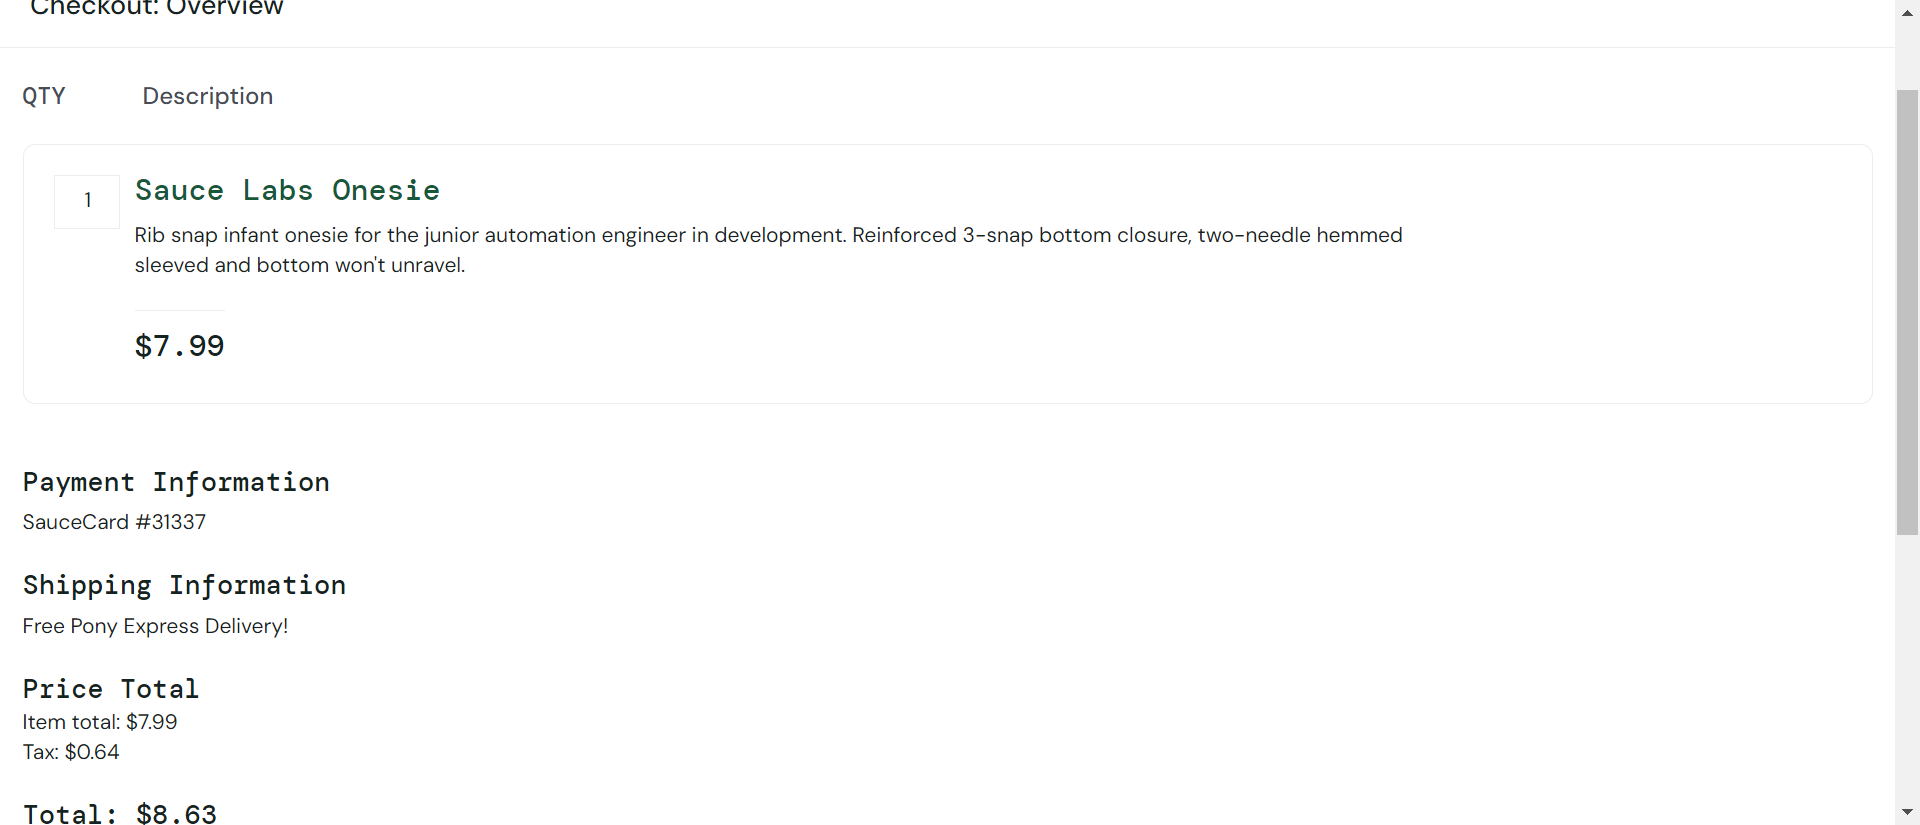 Checkout: Overview
QTY Description
1 Sauce Labs Onesie
Rib snap infant onesie for the junior automation engineer in development. Reinforced 3-snap bottom closure, two-needle hemmed
sleeved and bottom won't unravel.
$7.99
Payment Information
SauceCard #31337
Shipping Information
Free Pony Express Delivery!
Price Total
Item total: $7.99
Tax: $0.64
Total: $8.63